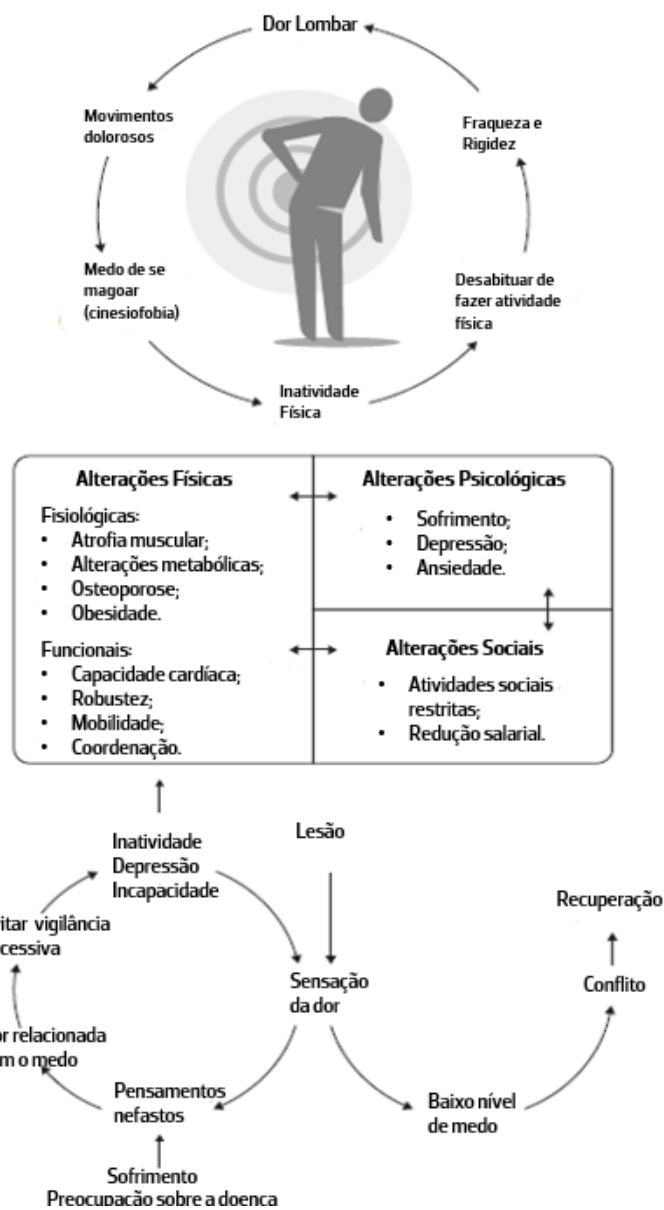 Dor Lombar
Movimentos
dolorosos
Fraqueza e
Rigidez
Medo de se
magoar
(cinesiofobia)
Desabituar de
fazer atividade
física
Inatividade
Física
Alterações Físicas
Fisiológicas:
• Atrofia muscular;
• Alterações metabólicas;
• Osteoporose;
• Obesidade.
Funcionais:
• Capacidade cardíaca;
• Robustez;
• Mobilidade;
• Coordenação.
Alterações Psicológicas
• Sofrimento;
• Depressão;
• Ansiedade.
Alterações Sociais
• Atividades sociais
restritas;
• Redução salarial.
Inatividade
Depressão
Incapacidade
Lesão
Recuperação
vigilância
Sensação
da dor
Conflito
relacionada
o medo
Pensamentos
nefastos
Baixo nível
de medo
Sofrimento
Preocupação sobre a doença